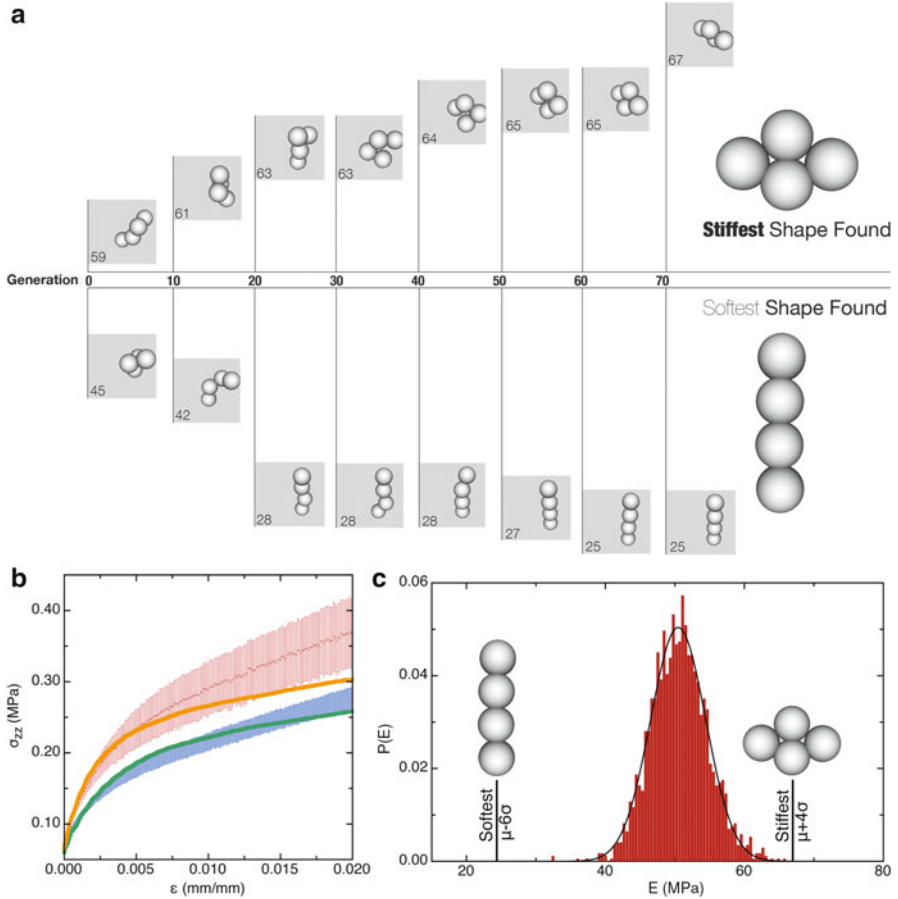 a
67
64
65
65
63
63
61
59
Stiffest Shape Found
Generation: 0 10 20 30 40 50 60 70
Softest Shape Found
45
42
28 28 28
27
25 25
b
σzz (MPa)
0.40
0.30
0.20
0.10
0.000 0.005 0.010 0.015 0.020
ε (mm/mm)
c
P(E)
0.06
0.04
0.02
0.00
20 40 60 80
E (MPa)
Softest
μ-6σ
Stiffest
μ+4σ